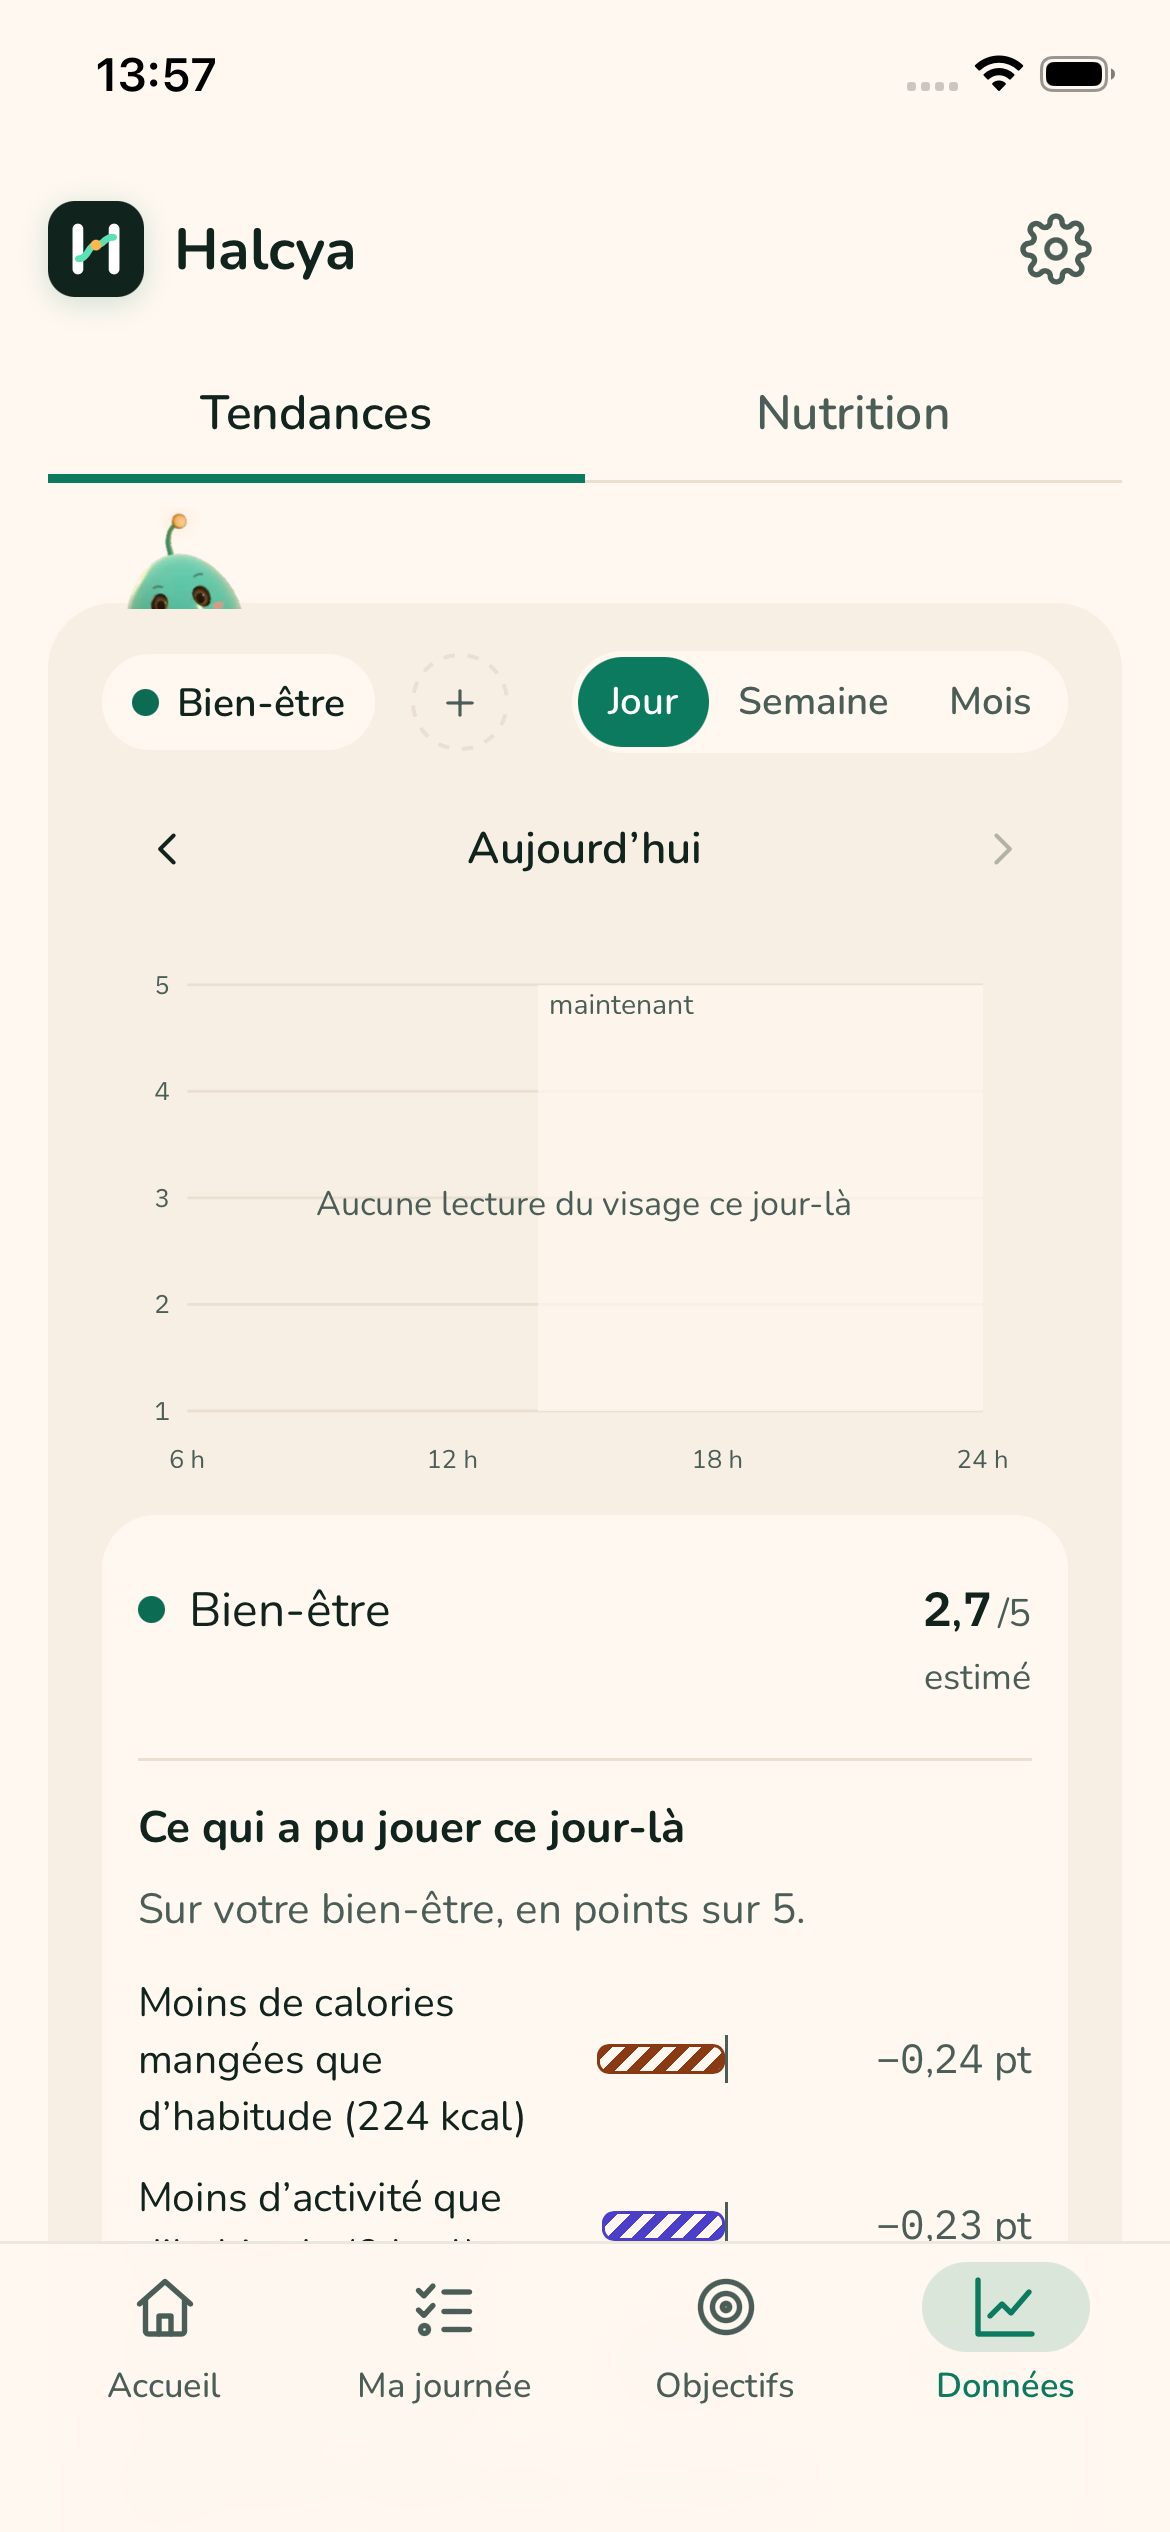 13:57
Halcya
Tendances
Nutrition
Bien-être
+
Jour
Semaine
Mois
Aujourd’hui
5
maintenant
4
3
Aucune lecture du visage ce jour-là
2
1
6 h
12 h
18 h
24 h
Bien-être
2,7 /5
estimé
Ce qui a pu jouer ce jour-là
Sur votre bien-être, en points sur 5.
Moins de calories
mangées que
d’habitude (224 kcal)
−0,24 pt
Moins d’activité que
−0,23 pt
Accueil
Ma journée
Objectifs
Données